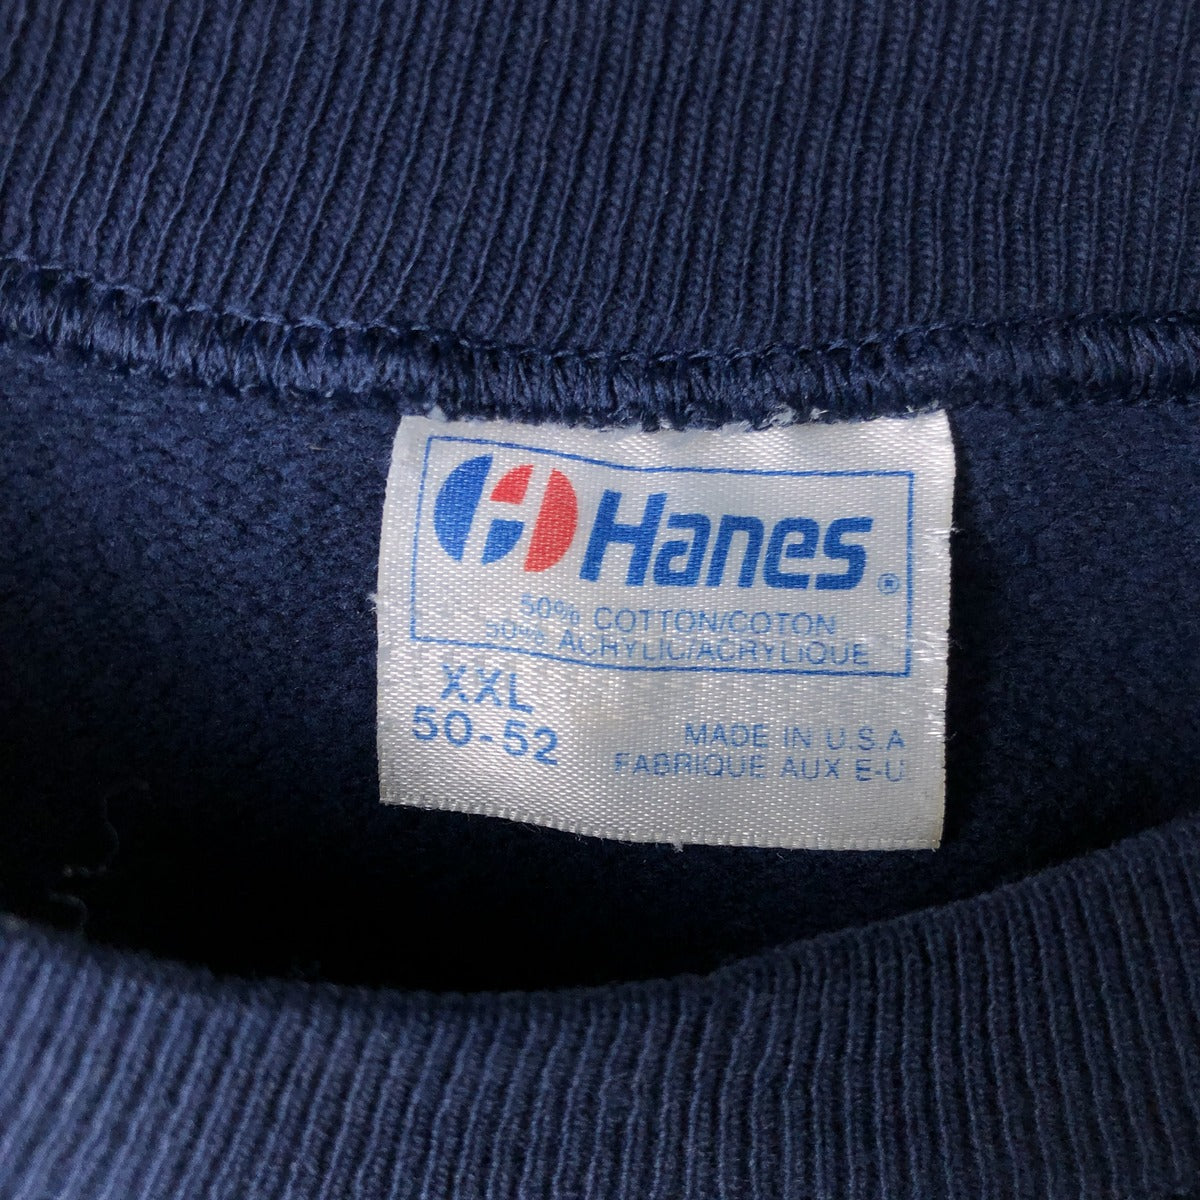 H Hanes ®
50% COTTON/COTON
50% ACRYLIC/ACRYLIQUE
XXL
50-52
MADE IN U.S.A
FABRIQUE AUX E-U